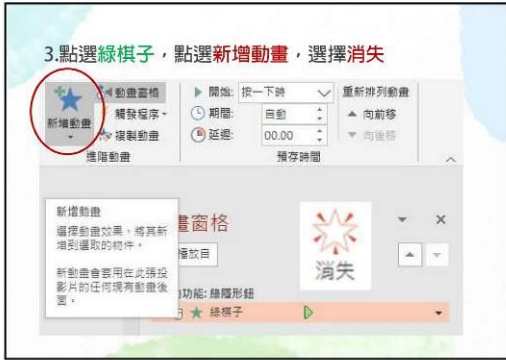 3.點選綠棋子，點選新增動畫，選擇消失
新增動畫
動畫窗格
觸發程序
複製動畫
進階動畫
開始: 按一下時
期間: 自動
延遲: 00.00
預存時間
重新排列動畫
向前移
向後移
新增動畫
選擇動畫效果，將其新
增到選取的物件。
新動畫會套用在此張投
影片的任何現有動畫後
面。
畫窗格
播放目
消失
功能: 綠隱形鈕
綠棋子